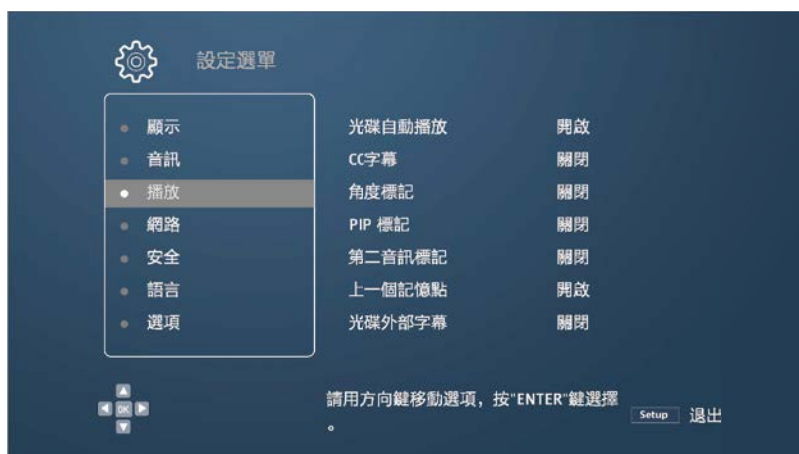 設定選單
顯示
音訊
播放
網路
安全
語言
選項
光碟自動播放 開啟
CC字幕 關閉
角度標記 關閉
PIP 標記 關閉
第二音訊標記 關閉
上一個記憶點 開啟
光碟外部字幕 關閉
OK
請用方向鍵移動選項，按"ENTER"鍵選擇
。
Setup 退出